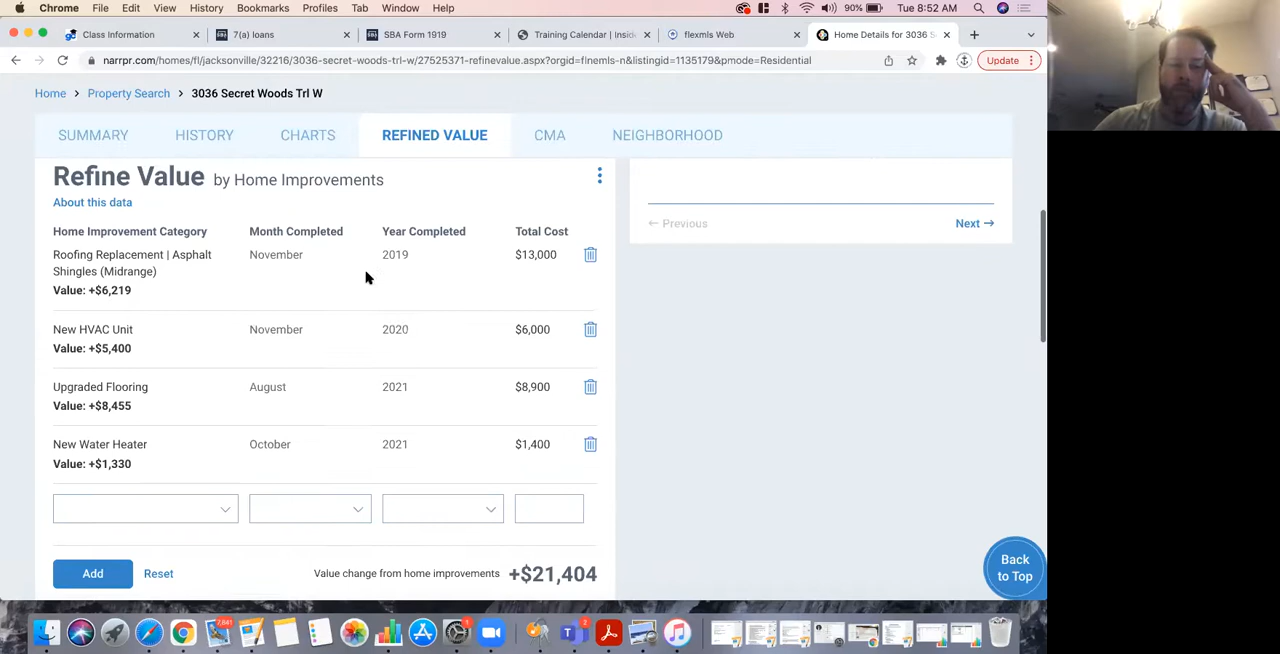 Chrome File Edit View History Bookmarks Profiles Tab Window Help 90% Tue 8:52 AM
Class Information 7(a) loans SBA Form 1919 Training Calendar | Insid flexmls Web Home Details for 3036 S
narrpr.com/homes/fl/jacksonville/32216/3036-secret-woods-trl-w/27525371-refinevalue.aspx?orgid=flnemls-n&listingid=1135179&pmode=Residential Update
Home > Property Search > 3036 Secret Woods Trl W
SUMMARY HISTORY CHARTS REFINED VALUE CMA NEIGHBORHOOD
Refine Value by Home Improvements
About this data
← Previous Next →
Home Improvement Category Month Completed Year Completed Total Cost
Roofing Replacement | Asphalt November 2019 $13,000
Shingles (Midrange)
Value: +$6,219
New HVAC Unit November 2020 $6,000
Value: +$5,400
Upgraded Flooring August 2021 $8,900
Value: +$8,455
New Water Heater October 2021 $1,400
Value: +$1,330
Add Reset Value change from home improvements +$21,404
Back
to Top
7,841
1
2